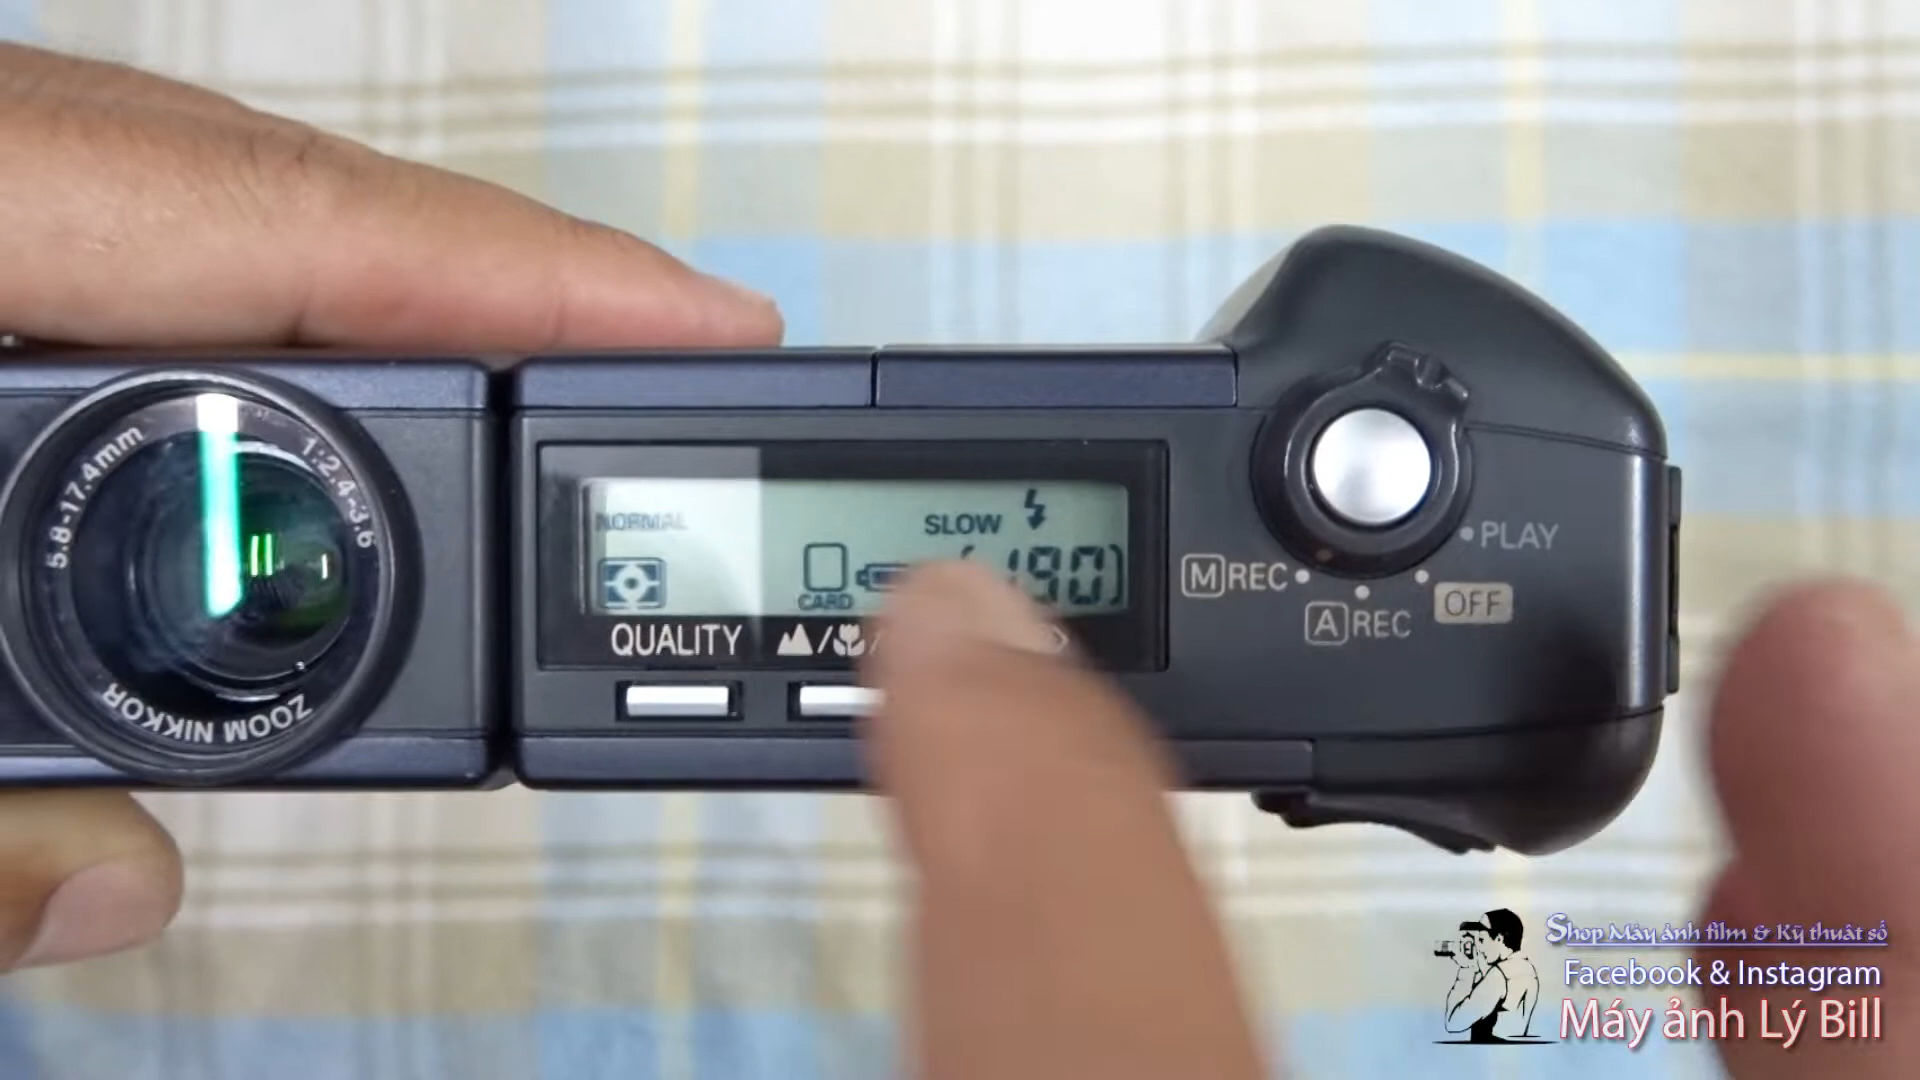 5.8-17.4mm 1:2.4-3.6
ZOOM NIKKOR
NORMAL SLOW
CARD
190)
QUALITY
PLAY
M REC
A REC
OFF
Shop Máy ảnh film & Kỹ thuật số
Facebook & Instagram
Máy ảnh Lý Bill